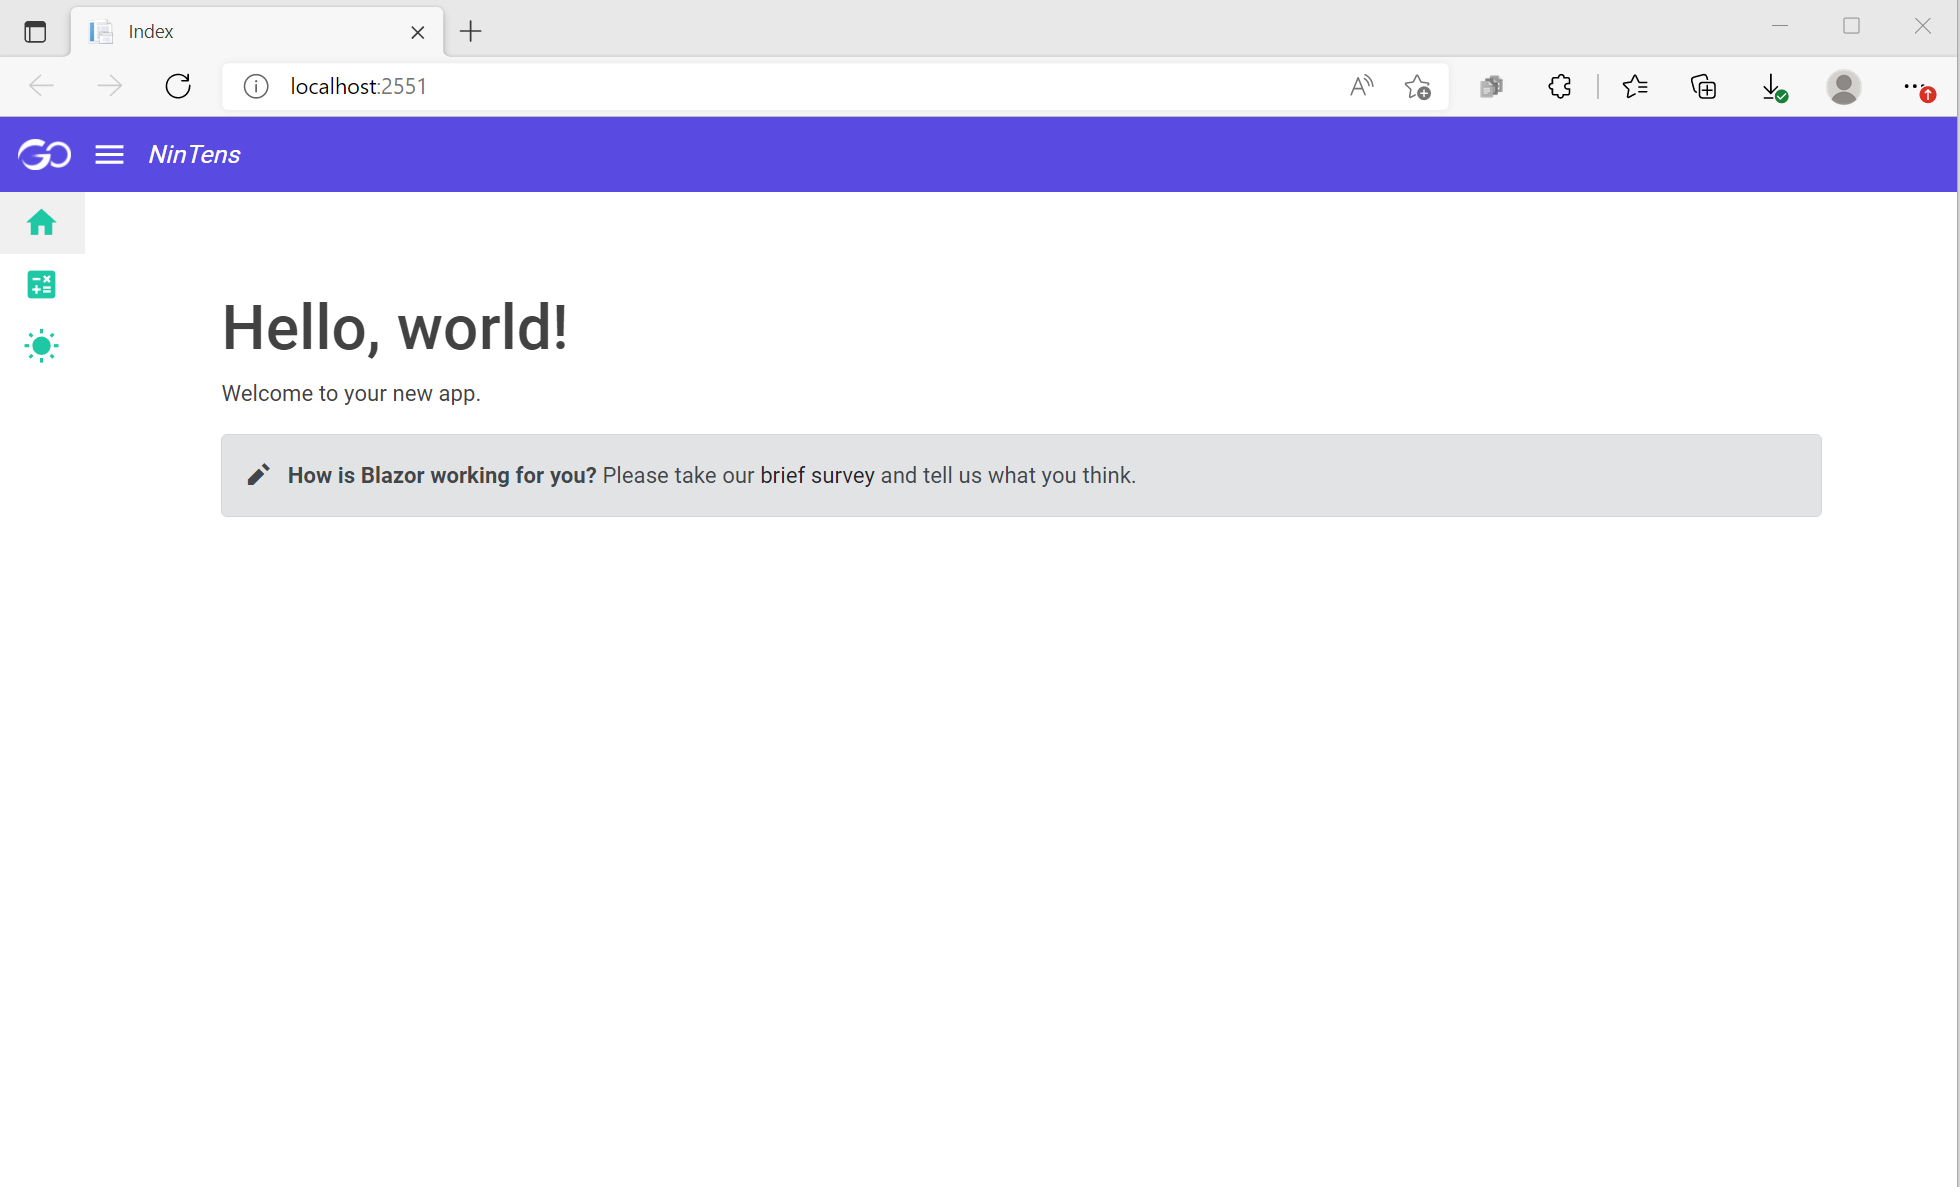 Index
localhost:2551
GO NinTens
Hello, world!
Welcome to your new app.
How is Blazor working for you? Please take our brief survey and tell us what you think.